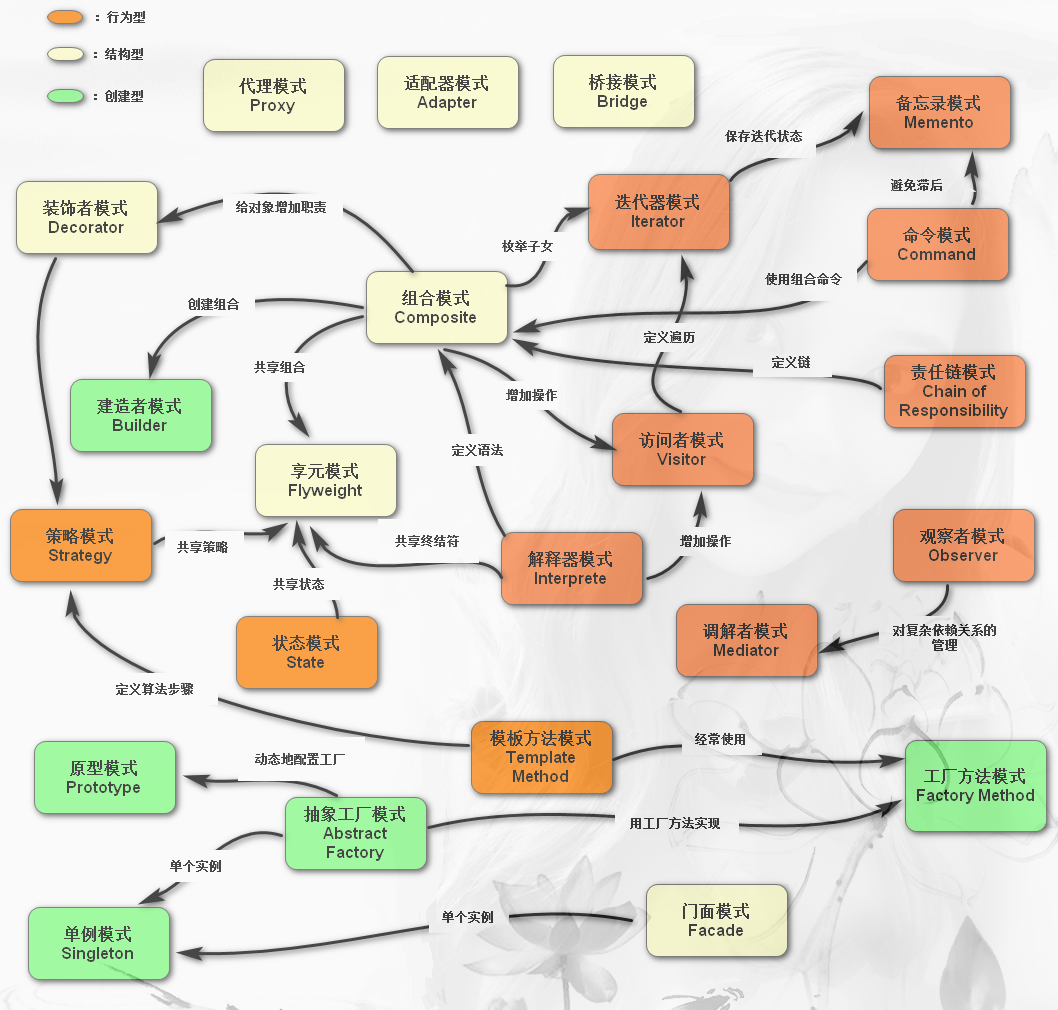 ：行为型
：结构型
：创建型
代理模式
Proxy
适配器模式
Adapter
桥接模式
Bridge
备忘录模式
Memento
保存迭代状态
避免滞后
装饰者模式
Decorator
给对象增加职责
迭代器模式
Iterator
枚举子女
命令模式
Command
使用组合命令
组合模式
Composite
创建组合
定义遍历
共享组合
定义链
责任链模式
Chain of
Responsibility
建造者模式
Builder
增加操作
访问者模式
Visitor
定义语法
享元模式
Flyweight
策略模式
Strategy
共享策略
共享终结符
解释器模式
Interprete
增加操作
观察者模式
Observer
共享状态
状态模式
State
调解者模式
Mediator
对复杂依赖关系的
管理
定义算法步骤
模板方法模式
Template
Method
经常使用
动态地配置工厂
原型模式
Prototype
工厂方法模式
Factory Method
抽象工厂模式
Abstract
Factory
用工厂方法实现
单个实例
单例模式
Singleton
单个实例
门面模式
Facade